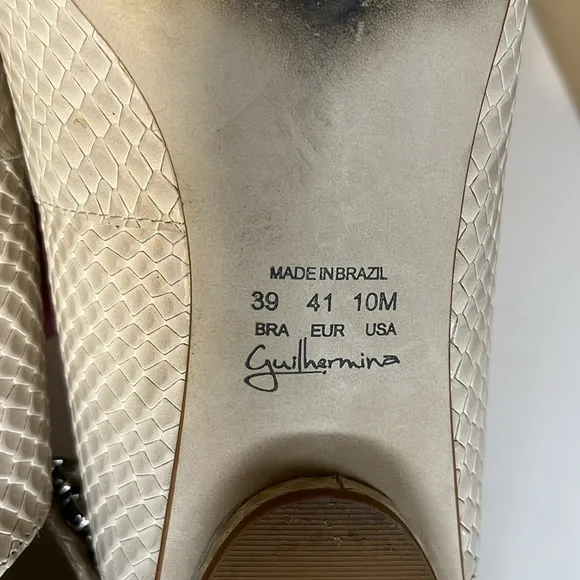 MADE IN BRAZIL
39 41 10M
BRA EUR USA
Guilhermina